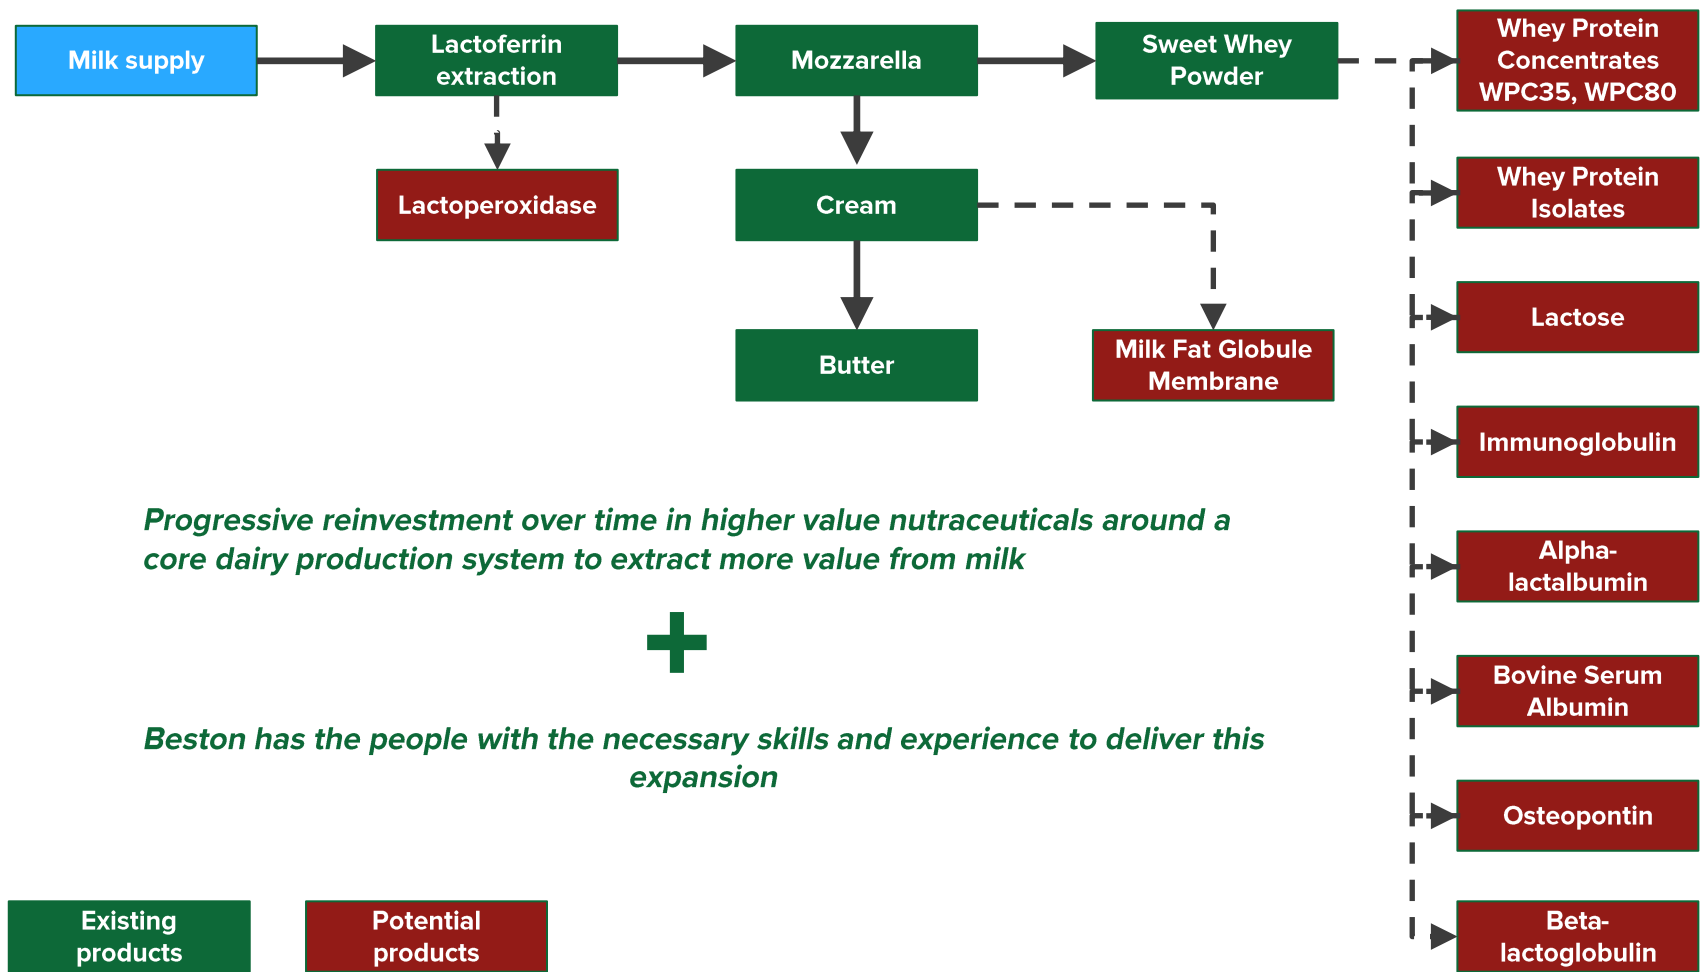 Milk supply
Lactoferrin
extraction
Mozzarella
Sweet Whey
Powder
Whey Protein
Concentrates
WPC35, WPC80
Lactoperoxidase
Cream
Whey Protein
Isolates
Butter
Milk Fat Globule
Membrane
Lactose
Immunoglobulin
Progressive reinvestment over time in higher value nutraceuticals around a
core dairy production system to extract more value from milk
Alpha-
lactalbumin
Beston has the people with the necessary skills and experience to deliver this
expansion
Bovine Serum
Albumin
Osteopontin
Existing
products
Potential
products
Beta-
lactoglobulin